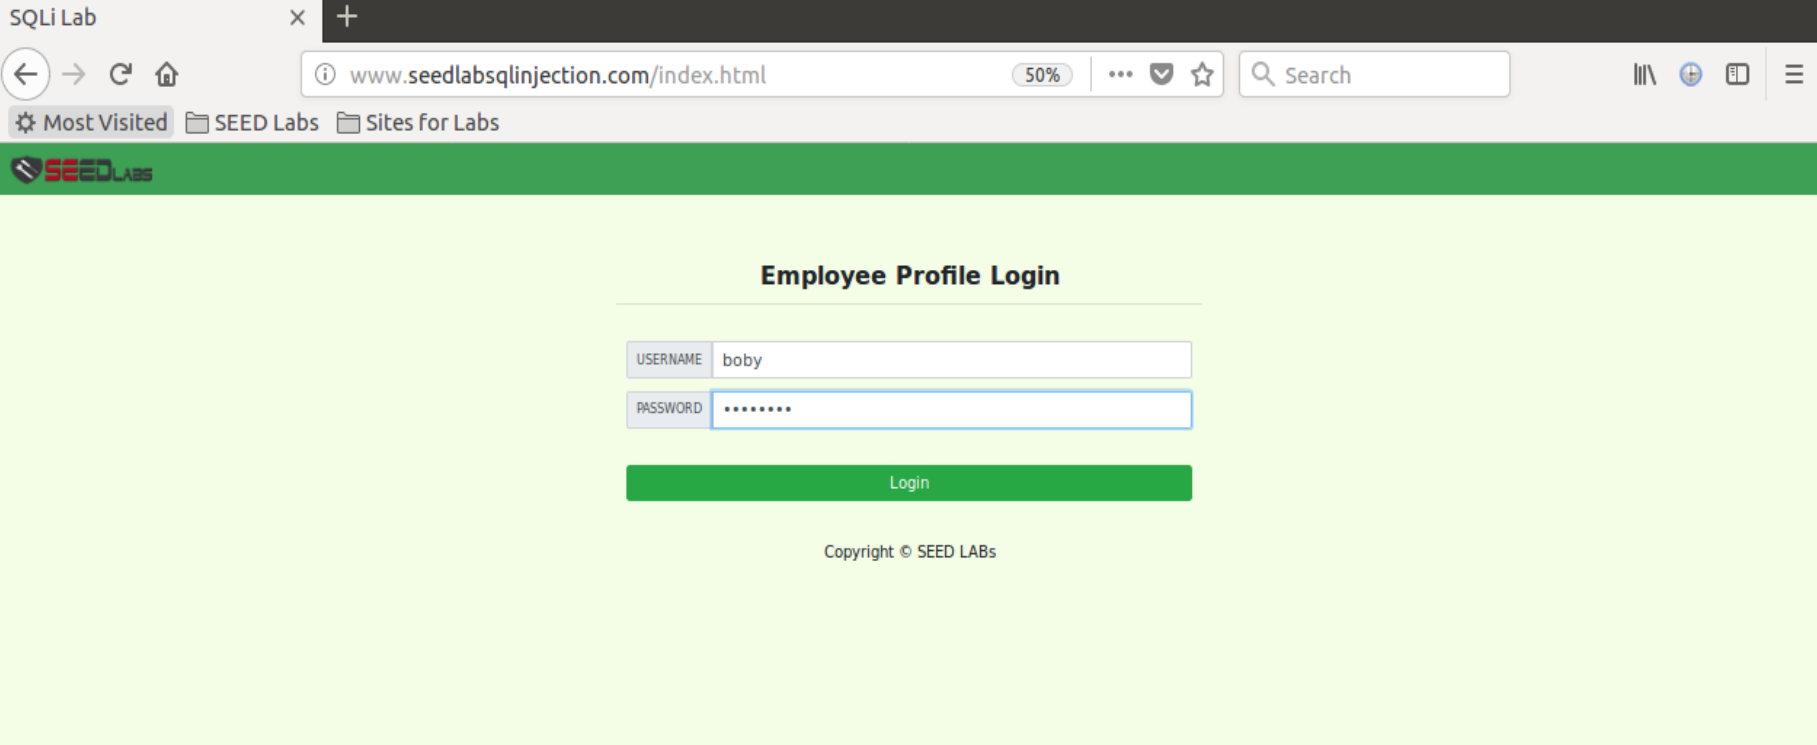 SQLi Lab
www.seedlabsqlinjection.com/index.html 50% Search
Most Visited SEED Labs Sites for Labs
SEEDLABS
Employee Profile Login
USERNAME boby
PASSWORD ••••••••
Login
Copyright © SEED LABs